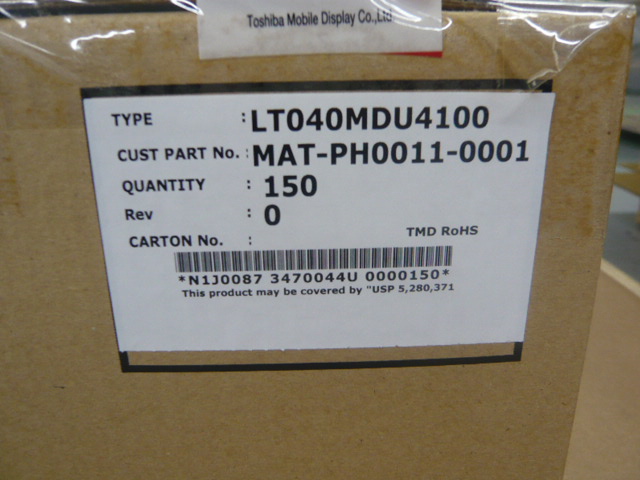 Toshiba Mobile Display Co.,Ltd
TYPE : LT040MDU4100
CUST PART No. : MAT-PH0011-0001
QUANTITY : 150
Rev : 0
CARTON No. :
TMD RoHS
*N1J0087 3470044U 0000150*
This product may be covered by "USP 5,280,371